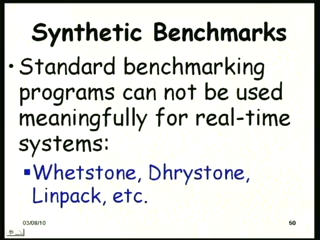 Synthetic Benchmarks
• Standard benchmarking
programs can not be used
meaningfully for real-time
systems:
▪ Whetstone, Dhrystone,
Linpack, etc.
03/08/10
60